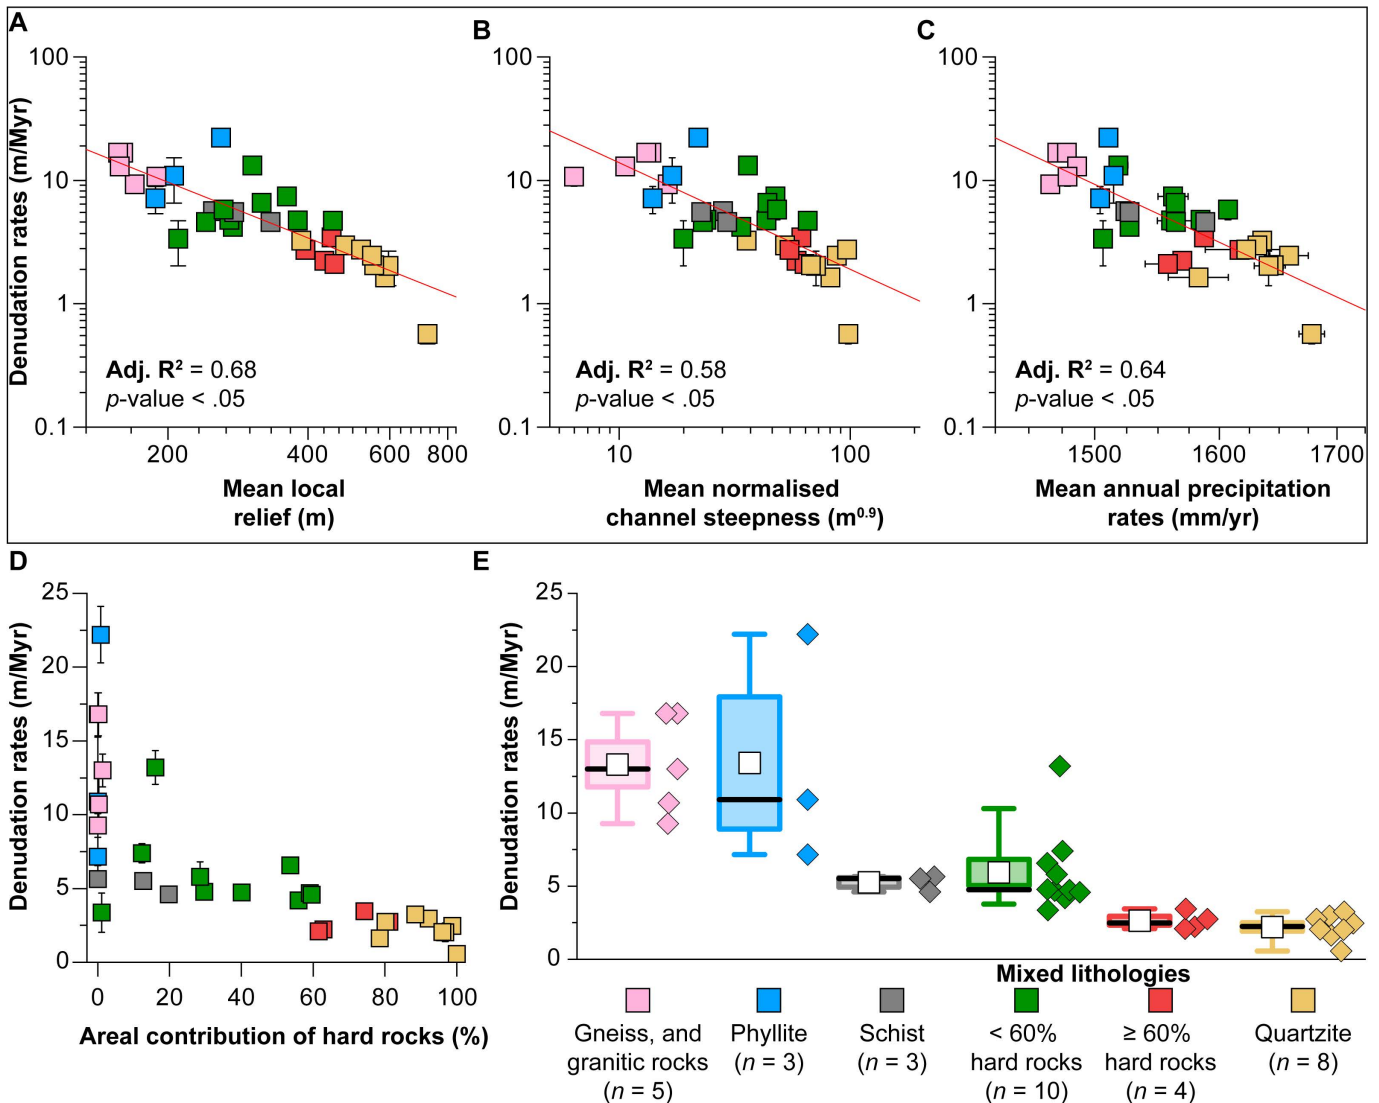 A
B
C
Denudation rates (m/Myr)
100
10
1
0.1
Adj. R² = 0.68
p-value < .05
200
400
600
800
Mean local
relief (m)
100
10
1
0.1
Adj. R² = 0.58
p-value < .05
10
100
Mean normalised
channel steepness (m⁰·⁹)
100
10
1
0.1
Adj. R² = 0.64
p-value < .05
1500
1600
1700
Mean annual precipitation
rates (mm/yr)
D
E
Denudation rates (m/Myr)
25
20
15
10
5
0
0
20
40
60
80
100
Areal contribution of hard rocks (%)
Denudation rates (m/Myr)
25
20
15
10
5
0
Mixed lithologies
Gneiss, and
granitic rocks
(n = 5)
Phyllite
(n = 3)
Schist
(n = 3)
< 60%
hard rocks
(n = 10)
≥ 60%
hard rocks
(n = 4)
Quartzite
(n = 8)